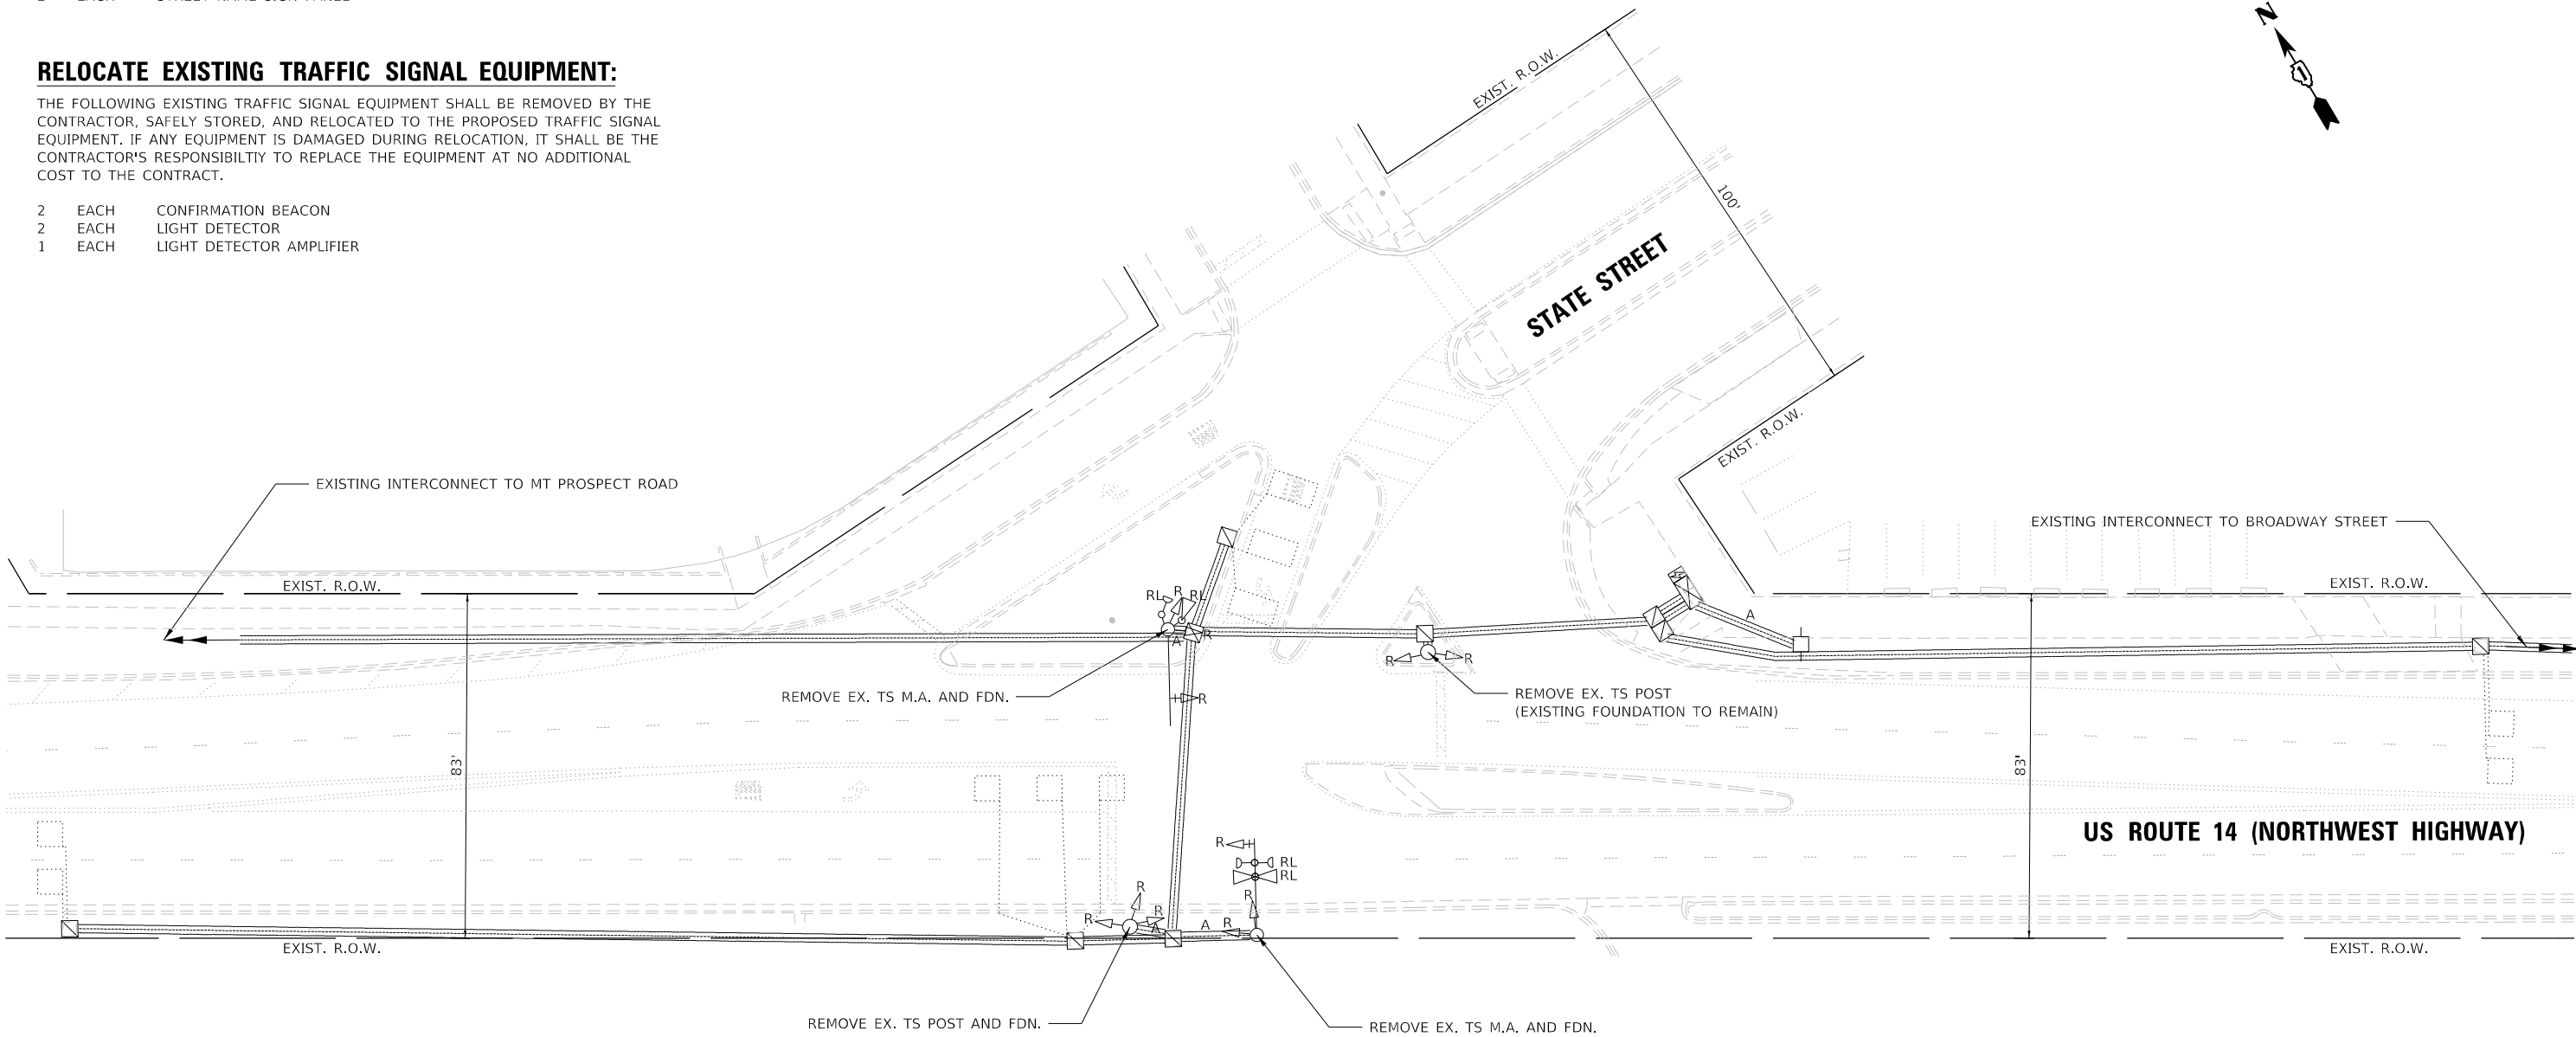 RELOCATE EXISTING TRAFFIC SIGNAL EQUIPMENT:
THE FOLLOWING EXISTING TRAFFIC SIGNAL EQUIPMENT SHALL BE REMOVED BY THE
CONTRACTOR, SAFELY STORED, AND RELOCATED TO THE PROPOSED TRAFFIC SIGNAL
EQUIPMENT. IF ANY EQUIPMENT IS DAMAGED DURING RELOCATION, IT SHALL BE THE
CONTRACTOR'S RESPONSIBILTIY TO REPLACE THE EQUIPMENT AT NO ADDITIONAL
COST TO THE CONTRACT.
2 EACH CONFIRMATION BEACON
2 EACH LIGHT DETECTOR
1 EACH LIGHT DETECTOR AMPLIFIER
N
1
EXIST. R.O.W.
100'
STATE STREET
EXIST. R.O.W.
EXISTING INTERCONNECT TO MT PROSPECT ROAD
EXISTING INTERCONNECT TO BROADWAY STREET
EXIST. R.O.W.
EXIST. R.O.W.
RL
R
RL
A
R
A
R
R
REMOVE EX. TS M.A. AND FDN.
R
REMOVE EX. TS POST
(EXISTING FOUNDATION TO REMAIN)
83'
83'
US ROUTE 14 (NORTHWEST HIGHWAY)
R
RL
RL
R
R
R
R
A
A
R
EXIST. R.O.W.
EXIST. R.O.W.
REMOVE EX. TS POST AND FDN.
REMOVE EX. TS M.A. AND FDN.